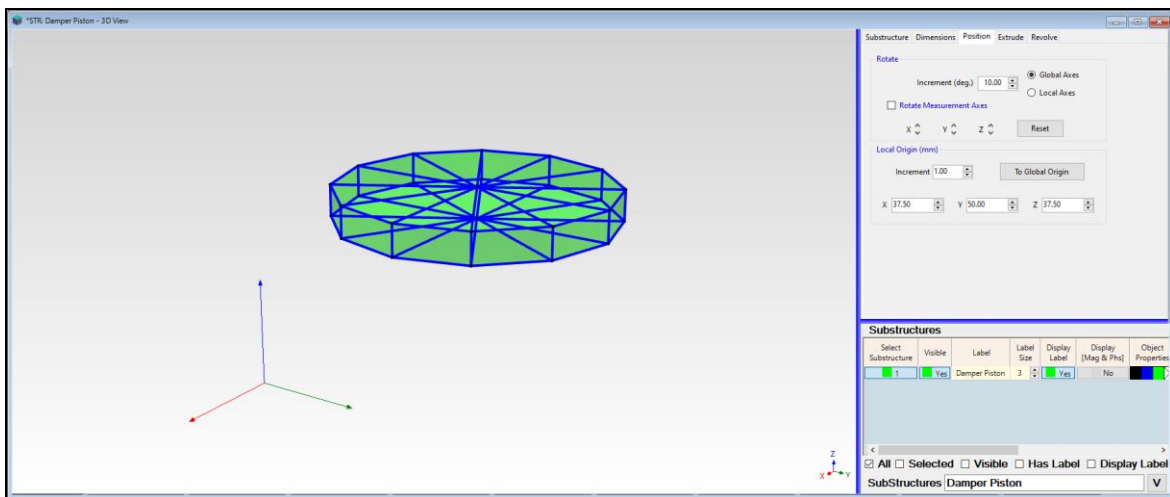 *STR: Damper Piston - 3D View
Substructure Dimensions Position Extrude Revolve
Rotate
Increment (deg.) 10.00
Global Axes
Local Axes
Rotate Measurement Axes
X Y Z Reset
Local Origin (mm)
Increment 1.00 To Global Origin
X 37.50 Y 50.00 Z 37.50
Z
X Y
Substructures
Select Substructure Visible Label Label Size Display Label Display [Mag & Phs] Object Properties
1 Yes Damper Piston 3 Yes No
All Selected Visible Has Label Display Label
SubStructures Damper Piston V